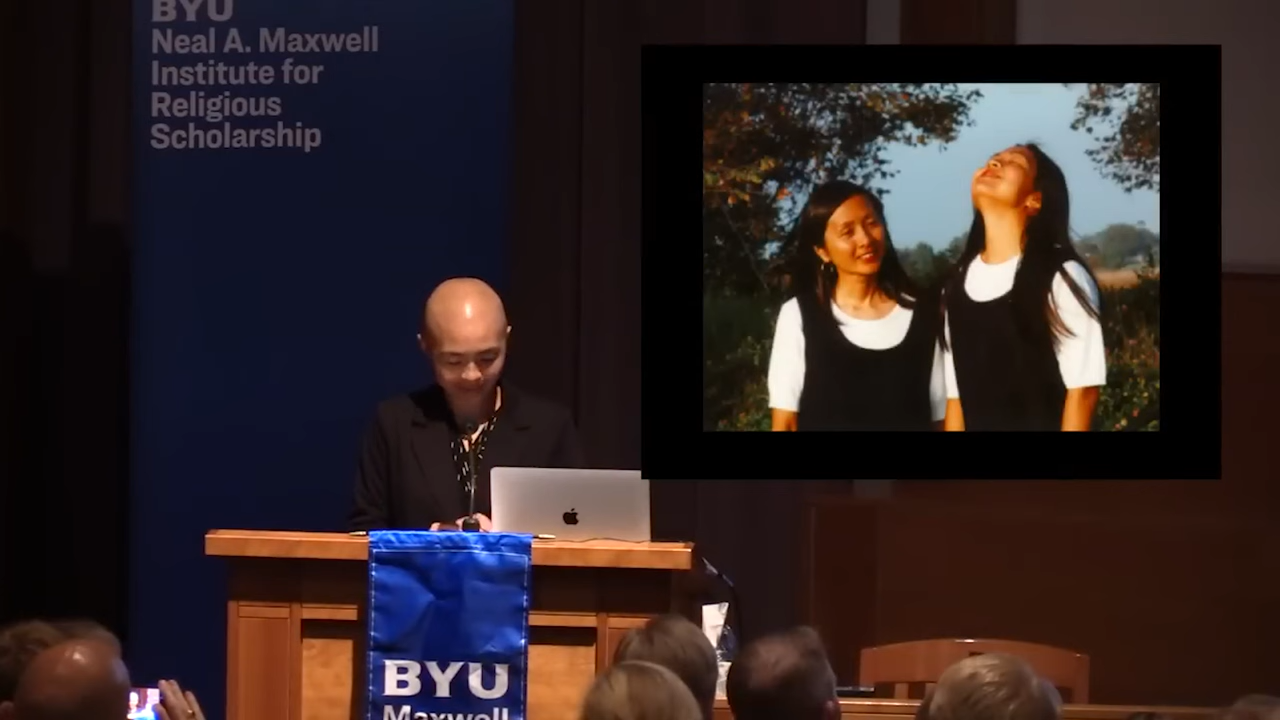 BYU
Neal A. Maxwell
Institute for
Religious
Scholarship
BYU
Maxwell